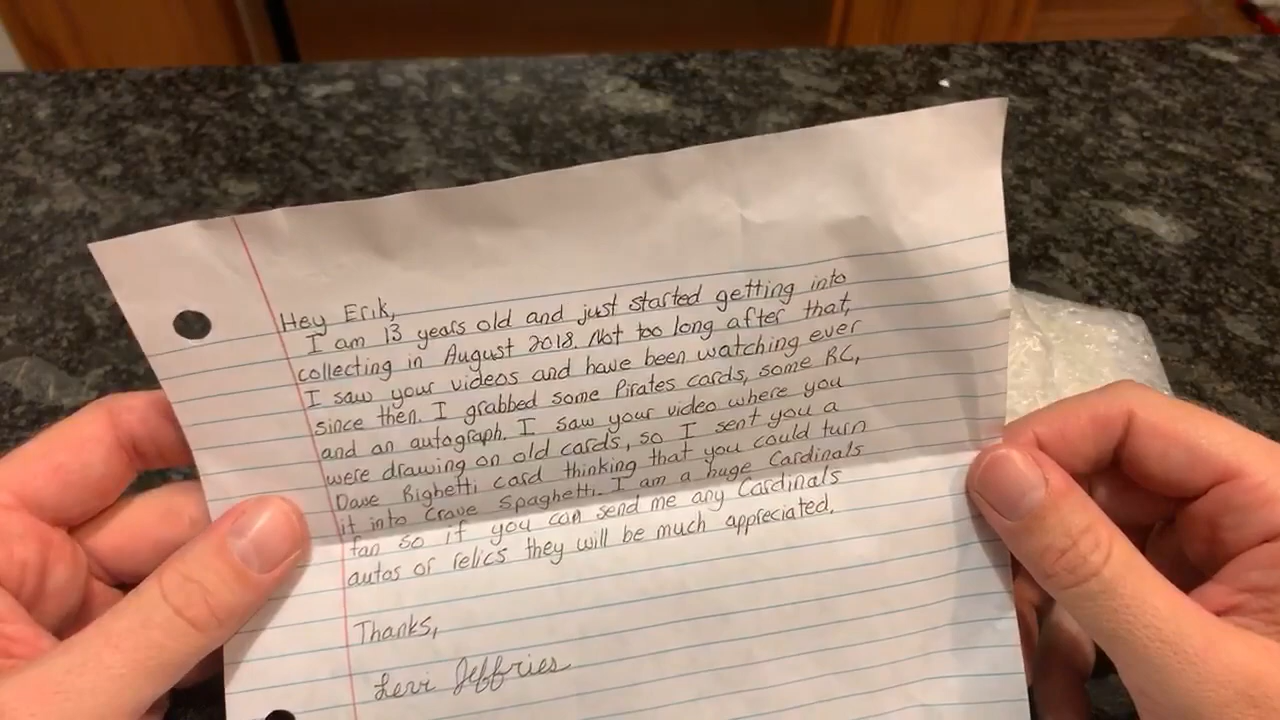 Hey Erik,
I am 13 years old and just started getting into
collecting in August 2018. Not too long after that,
I saw your videos and have been watching ever
since then. I grabbed some Pirates cards, some RC,
and an autograph. I saw your video where you
were drawing on old cards, so I sent you a
Dave Righetti card thinking that you could turn
it into Crave Spaghetti. I am a huge Cardinals
fan so if you can send me any Cardinals
autos or relics they will be much appreciated.
Thanks,
Levi Jeffries